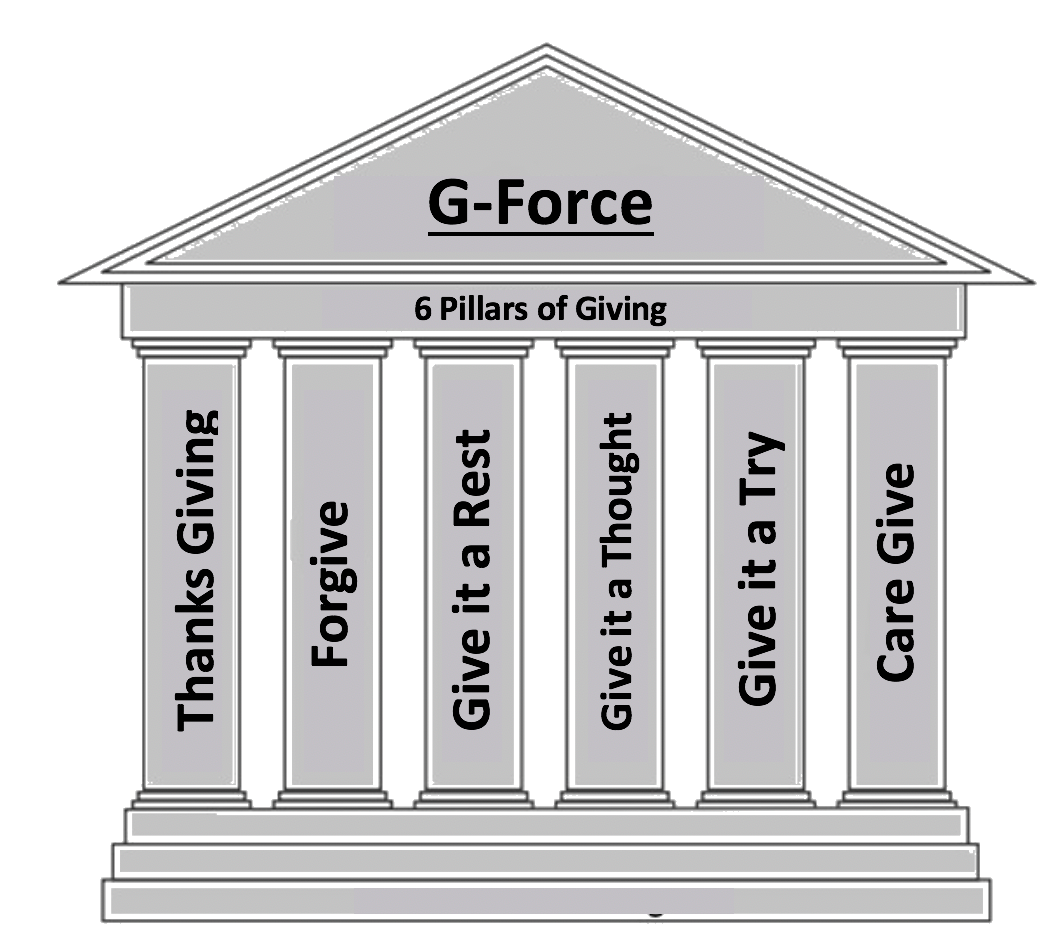 G-Force
6 Pillars of Giving
Thanks Giving
Forgive
Give it a Rest
Give it a Thought
Give it a Try
Care Give